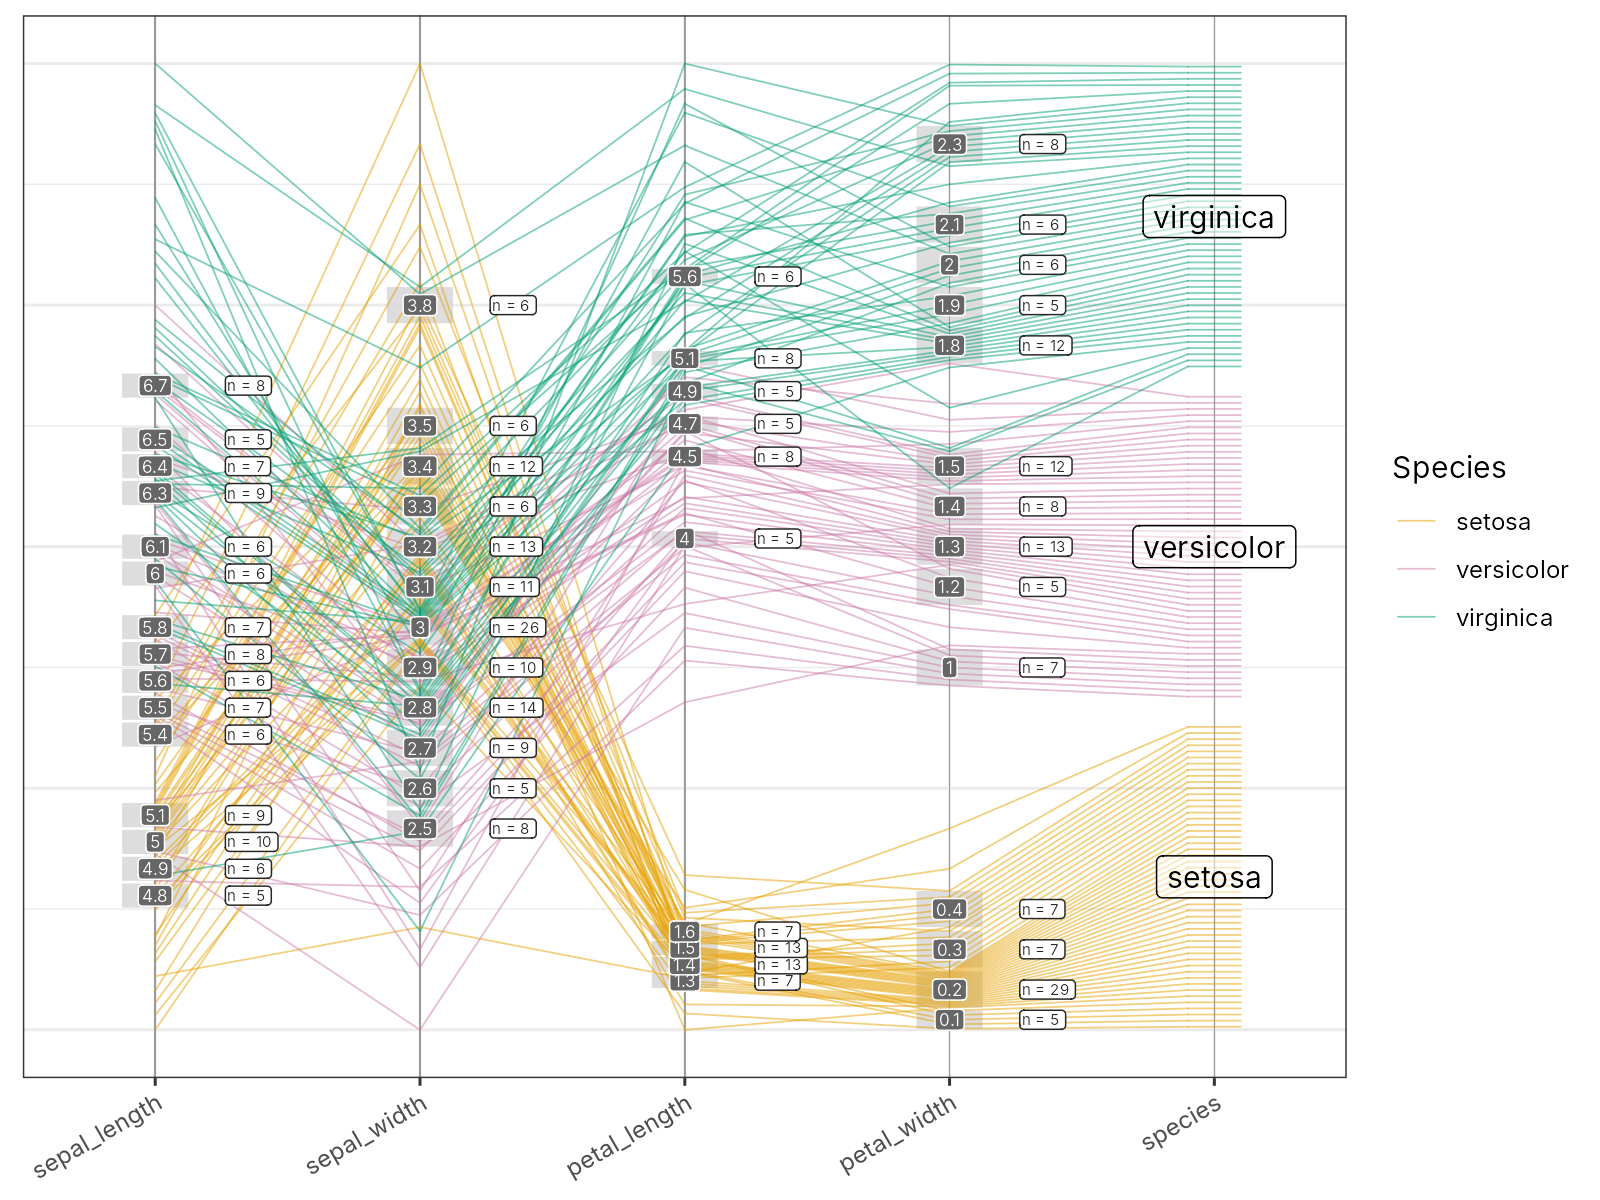 3.8 n = 6
2.3 n = 8
2.1 n = 6
virginica
2 n = 6
5.6 n = 6
1.9 n = 5
1.8 n = 12
5.1 n = 8
6.7 n = 8
4.9 n = 5
4.7 n = 5
3.5 n = 6
6.5 n = 5
4.5 n = 8
6.4 n = 7
3.4 n = 12
1.5 n = 12
6.3 n = 9
3.3 n = 6
1.4 n = 8
4 n = 5
6.1 n = 6
3.2 n = 13
1.3 n = 13
versicolor
6 n = 6
3.1 n = 11
1.2 n = 5
5.8 n = 7
3 n = 26
5.7 n = 8
2.9 n = 10
1 n = 7
5.6 n = 6
5.5 n = 7
2.8 n = 14
5.4 n = 6
2.7 n = 9
2.6 n = 5
5.1 n = 9
2.5 n = 8
5 n = 10
4.9 n = 6
setosa
4.8 n = 5
0.4 n = 7
1.6 n = 7
1.5 n = 13
0.3 n = 7
1.4 n = 13
1.3 n = 7
0.2 n = 29
0.1 n = 5
sepal_length
sepal_width
petal_length
petal_width
species
Species
setosa
versicolor
virginica